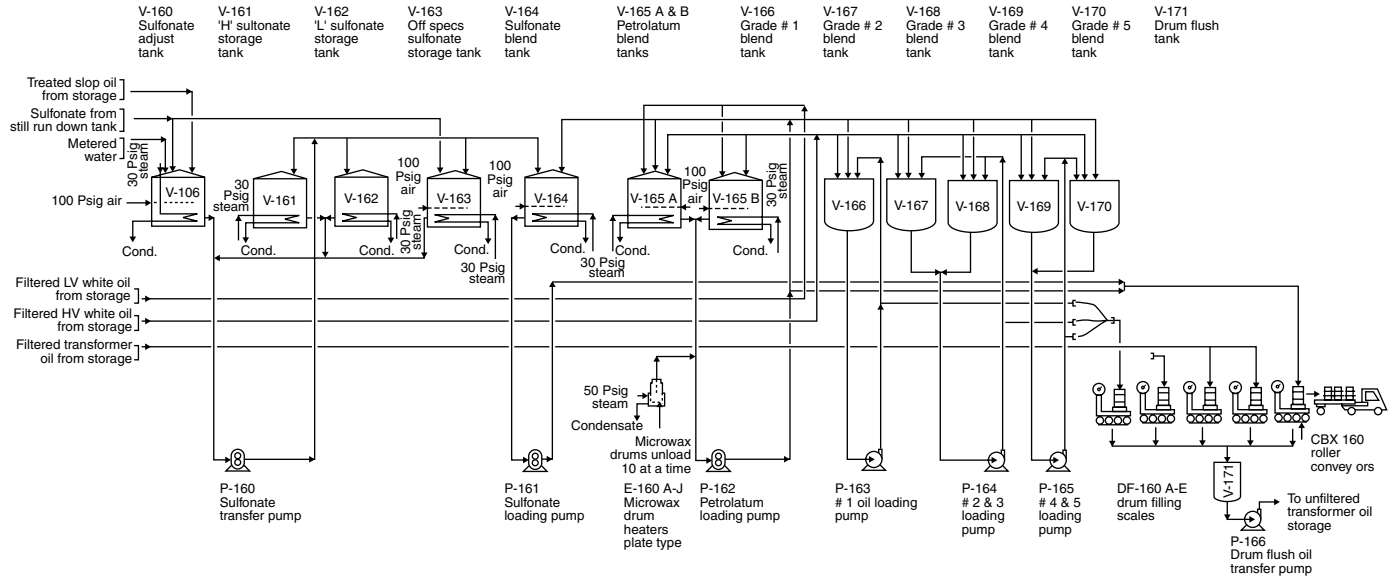 V-160
Sulfonate
adjust
tank
V-161
'H' sultonate
storage
tank
V-162
'L' sulfonate
storage
tank
V-163
Off specs
sulfonate
storage tank
V-164
Sulfonate
blend
tank
V-165 A & B
Petrolatum
blend
tanks
V-166
Grade # 1
blend
tank
V-167
Grade # 2
blend
tank
V-168
Grade # 3
blend
tank
V-169
Grade # 4
blend
tank
V-170
Grade # 5
blend
tank
V-171
Drum flush
tank
Treated slop oil
from storage
Sulfonate from
still run down tank
Metered
water
30 Psig
steam
100 Psig air
V-106
Cond.
30
Psig
steam
V-161
Cond.
V-162
Cond.
30 Psig
steam
100
Psig
air
V-163
Cond.
30 Psig
steam
100
Psig
air
V-164
Cond.
30 Psig
steam
V-165 A
Cond.
100
Psig
air
V-165 B
Cond.
30 Psig
steam
V-166
V-167
V-168
V-169
V-170
Filtered LV white oil
from storage
Filtered HV white oil
from storage
Filtered transformer
oil from storage
50 Psig
steam
Condensate
Microwax
drums unload
10 at a time
P-160
Sulfonate
transfer pump
P-161
Sulfonate
loading pump
E-160 A-J
Microwax
drum
heaters
plate type
P-162
Petrolatum
loading pump
P-163
# 1 oil loading
pump
P-164
# 2 & 3
loading
pump
P-165
# 4 & 5
loading
pump
DF-160 A-E
drum filling
scales
CBX 160
roller
convey ors
V-171
To unfiltered
transformer oil
storage
P-166
Drum flush oil
transfer pump